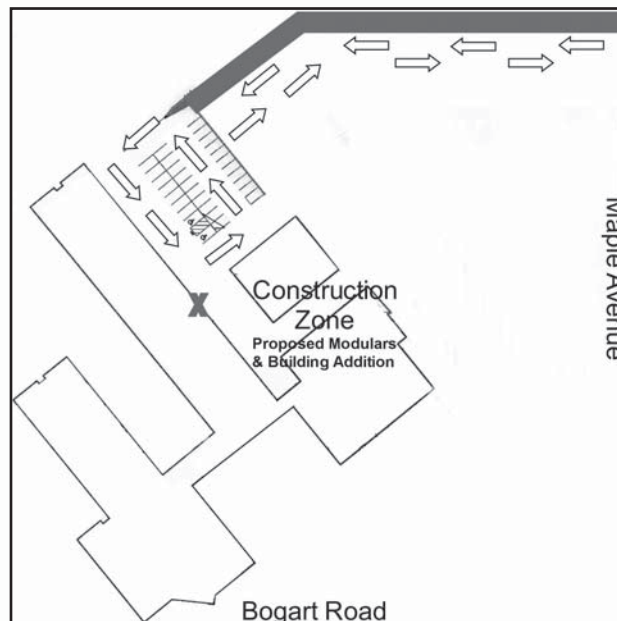 Maple Avenue
X
Construction
Zone
Proposed Modulars
& Building Addition
Bogart Road